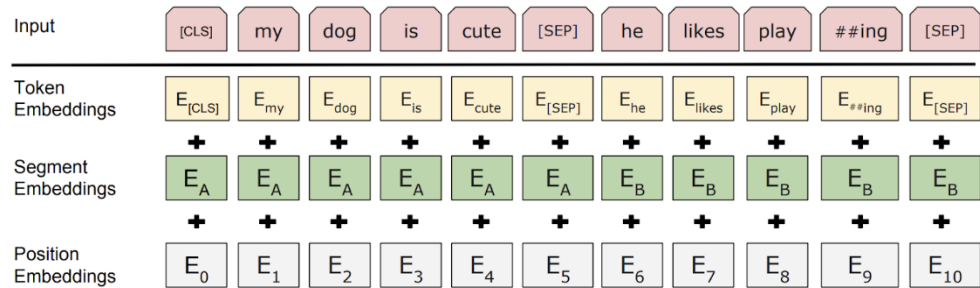 Input [CLS] my dog is cute [SEP] he likes play ##ing [SEP]
Token
Embeddings E[CLS] Emy Edog Eis Ecute E[SEP] Ehe Elikes Eplay E##ing E[SEP]
+ + + + + + + + + + +
Segment
Embeddings EA EA EA EA EA EA EB EB EB EB EB
+ + + + + + + + + + +
Position
Embeddings E0 E1 E2 E3 E4 E5 E6 E7 E8 E9 E10